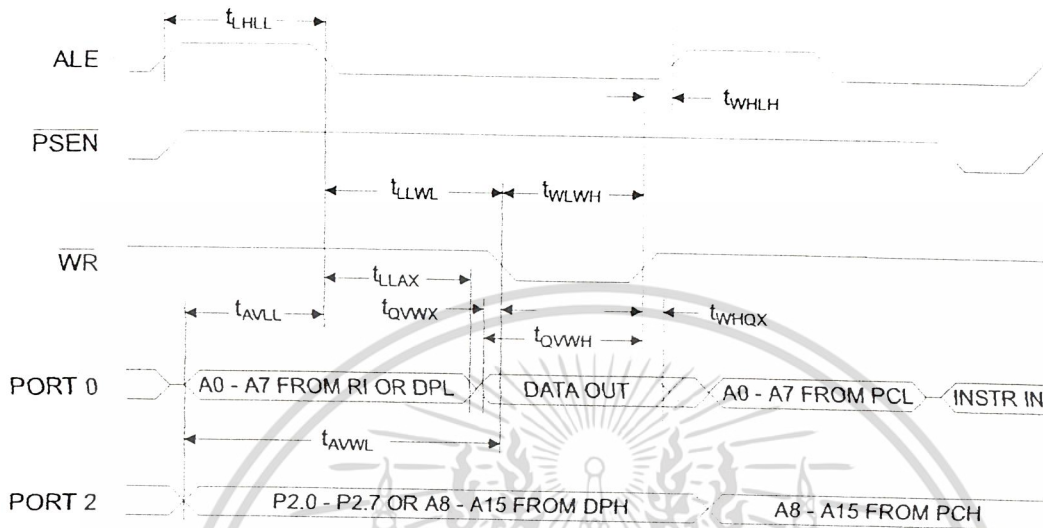 tLHLL
ALE
tWHLH
PSEN
tLLWL
tWLWH
WR
tLLAX
tAVLL
tQVWX
tWHQX
tQVWH
PORT 0
A0 - A7 FROM RI OR DPL
DATA OUT
A0 - A7 FROM PCL
INSTR IN
tAVWL
PORT 2
P2.0 - P2.7 OR A8 - A15 FROM DPH
A8 - A15 FROM PCH